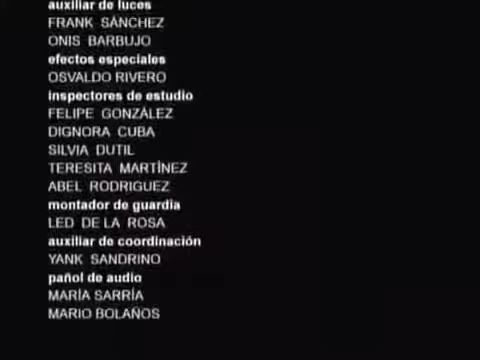 auxiliar de luces
FRANK SÁNCHEZ
ONIS BARBUJO
efectos especiales
OSVALDO RIVERO
inspectores de estudio
FELIPE GONZÁLEZ
DIGNORA CUBA
SILVIA DUTIL
TERESITA MARTÌNEZ
ABEL RODRIGUEZ
montador de guardia
LED DE LA ROSA
auxiliar de coordinación
YANK SANDRINO
pañol de audio
MARÍA SARRÍA
MARIO BOLAÑOS